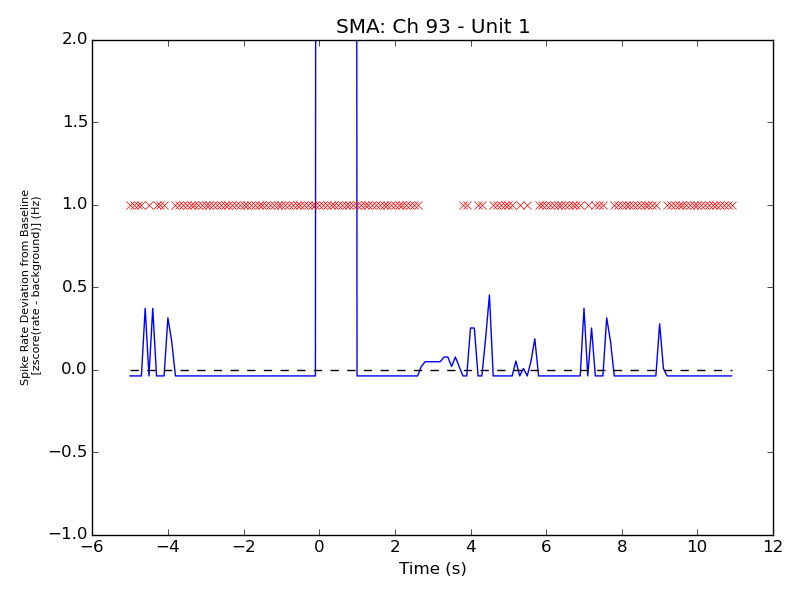 SMA: Ch 93 - Unit 1
2.0
1.5
1.0
0.5
0.0
−0.5
−1.0
Spike Rate Deviation from Baseline
[zscore(rate - background)] (Hz)
−6 −4 −2 0 2 4 6 8 10 12
Time (s)